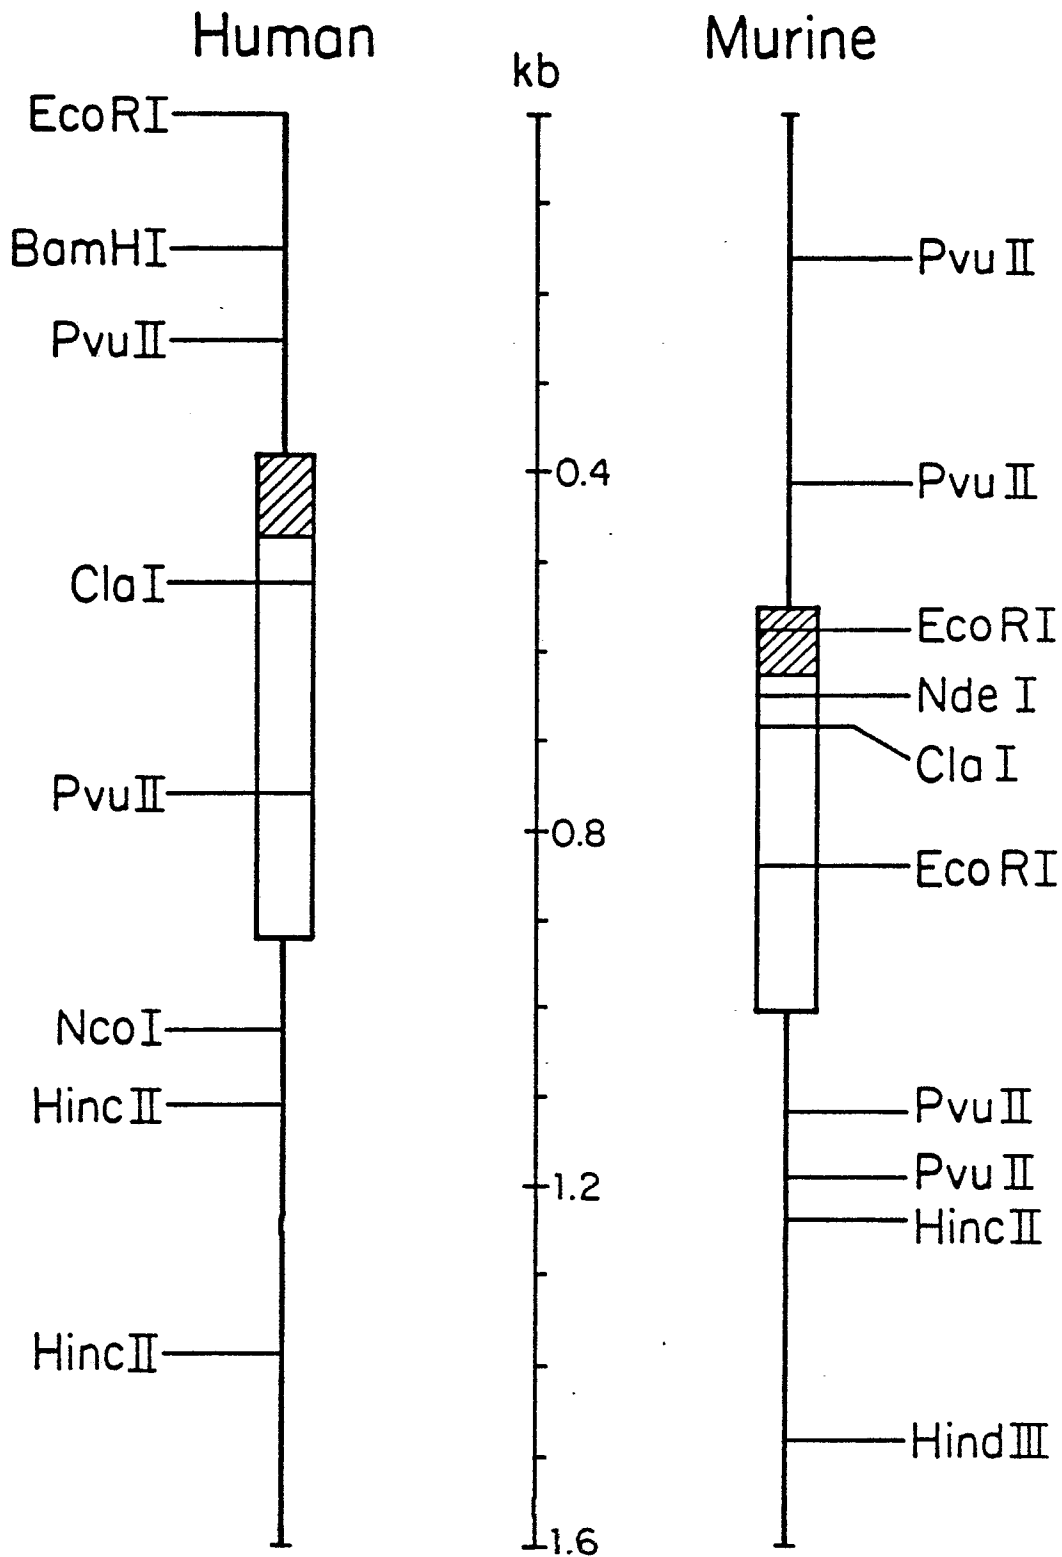 Human
kb
Murine
EcoRI
BamHI
PvuII
ClaI
PvuII
NcoI
HincII
HincII
0.4
0.8
1.2
1.6
PvuII
PvuII
EcoRI
NdeI
ClaI
EcoRI
PvuII
PvuII
HincII
HindIII